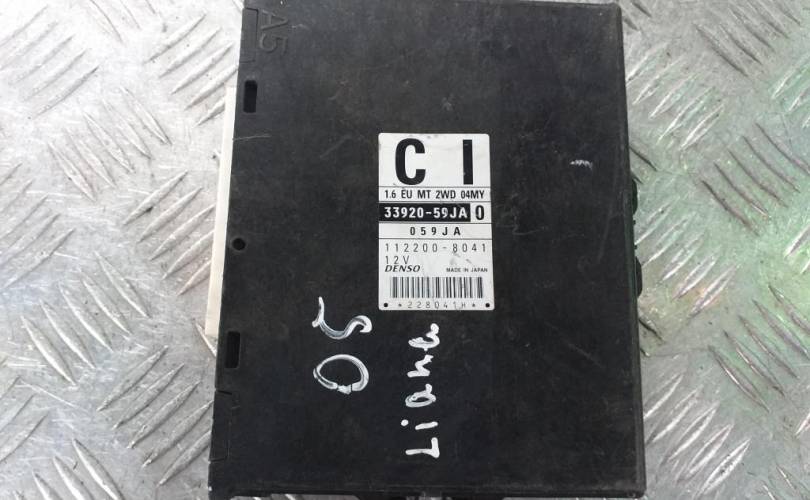 A5
C I
1.6 EU MT 2WD 04MY
33920-59JA 0
059JA
112200-8041
12V
DENSO MADE IN JAPAN
*228041H*
05
Liana